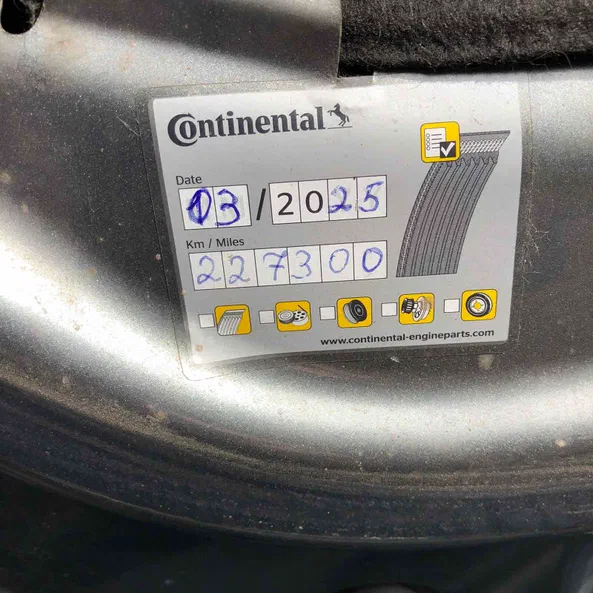 Continental
Date
03/2025
Km / Miles
227300
www.continental-engineparts.com